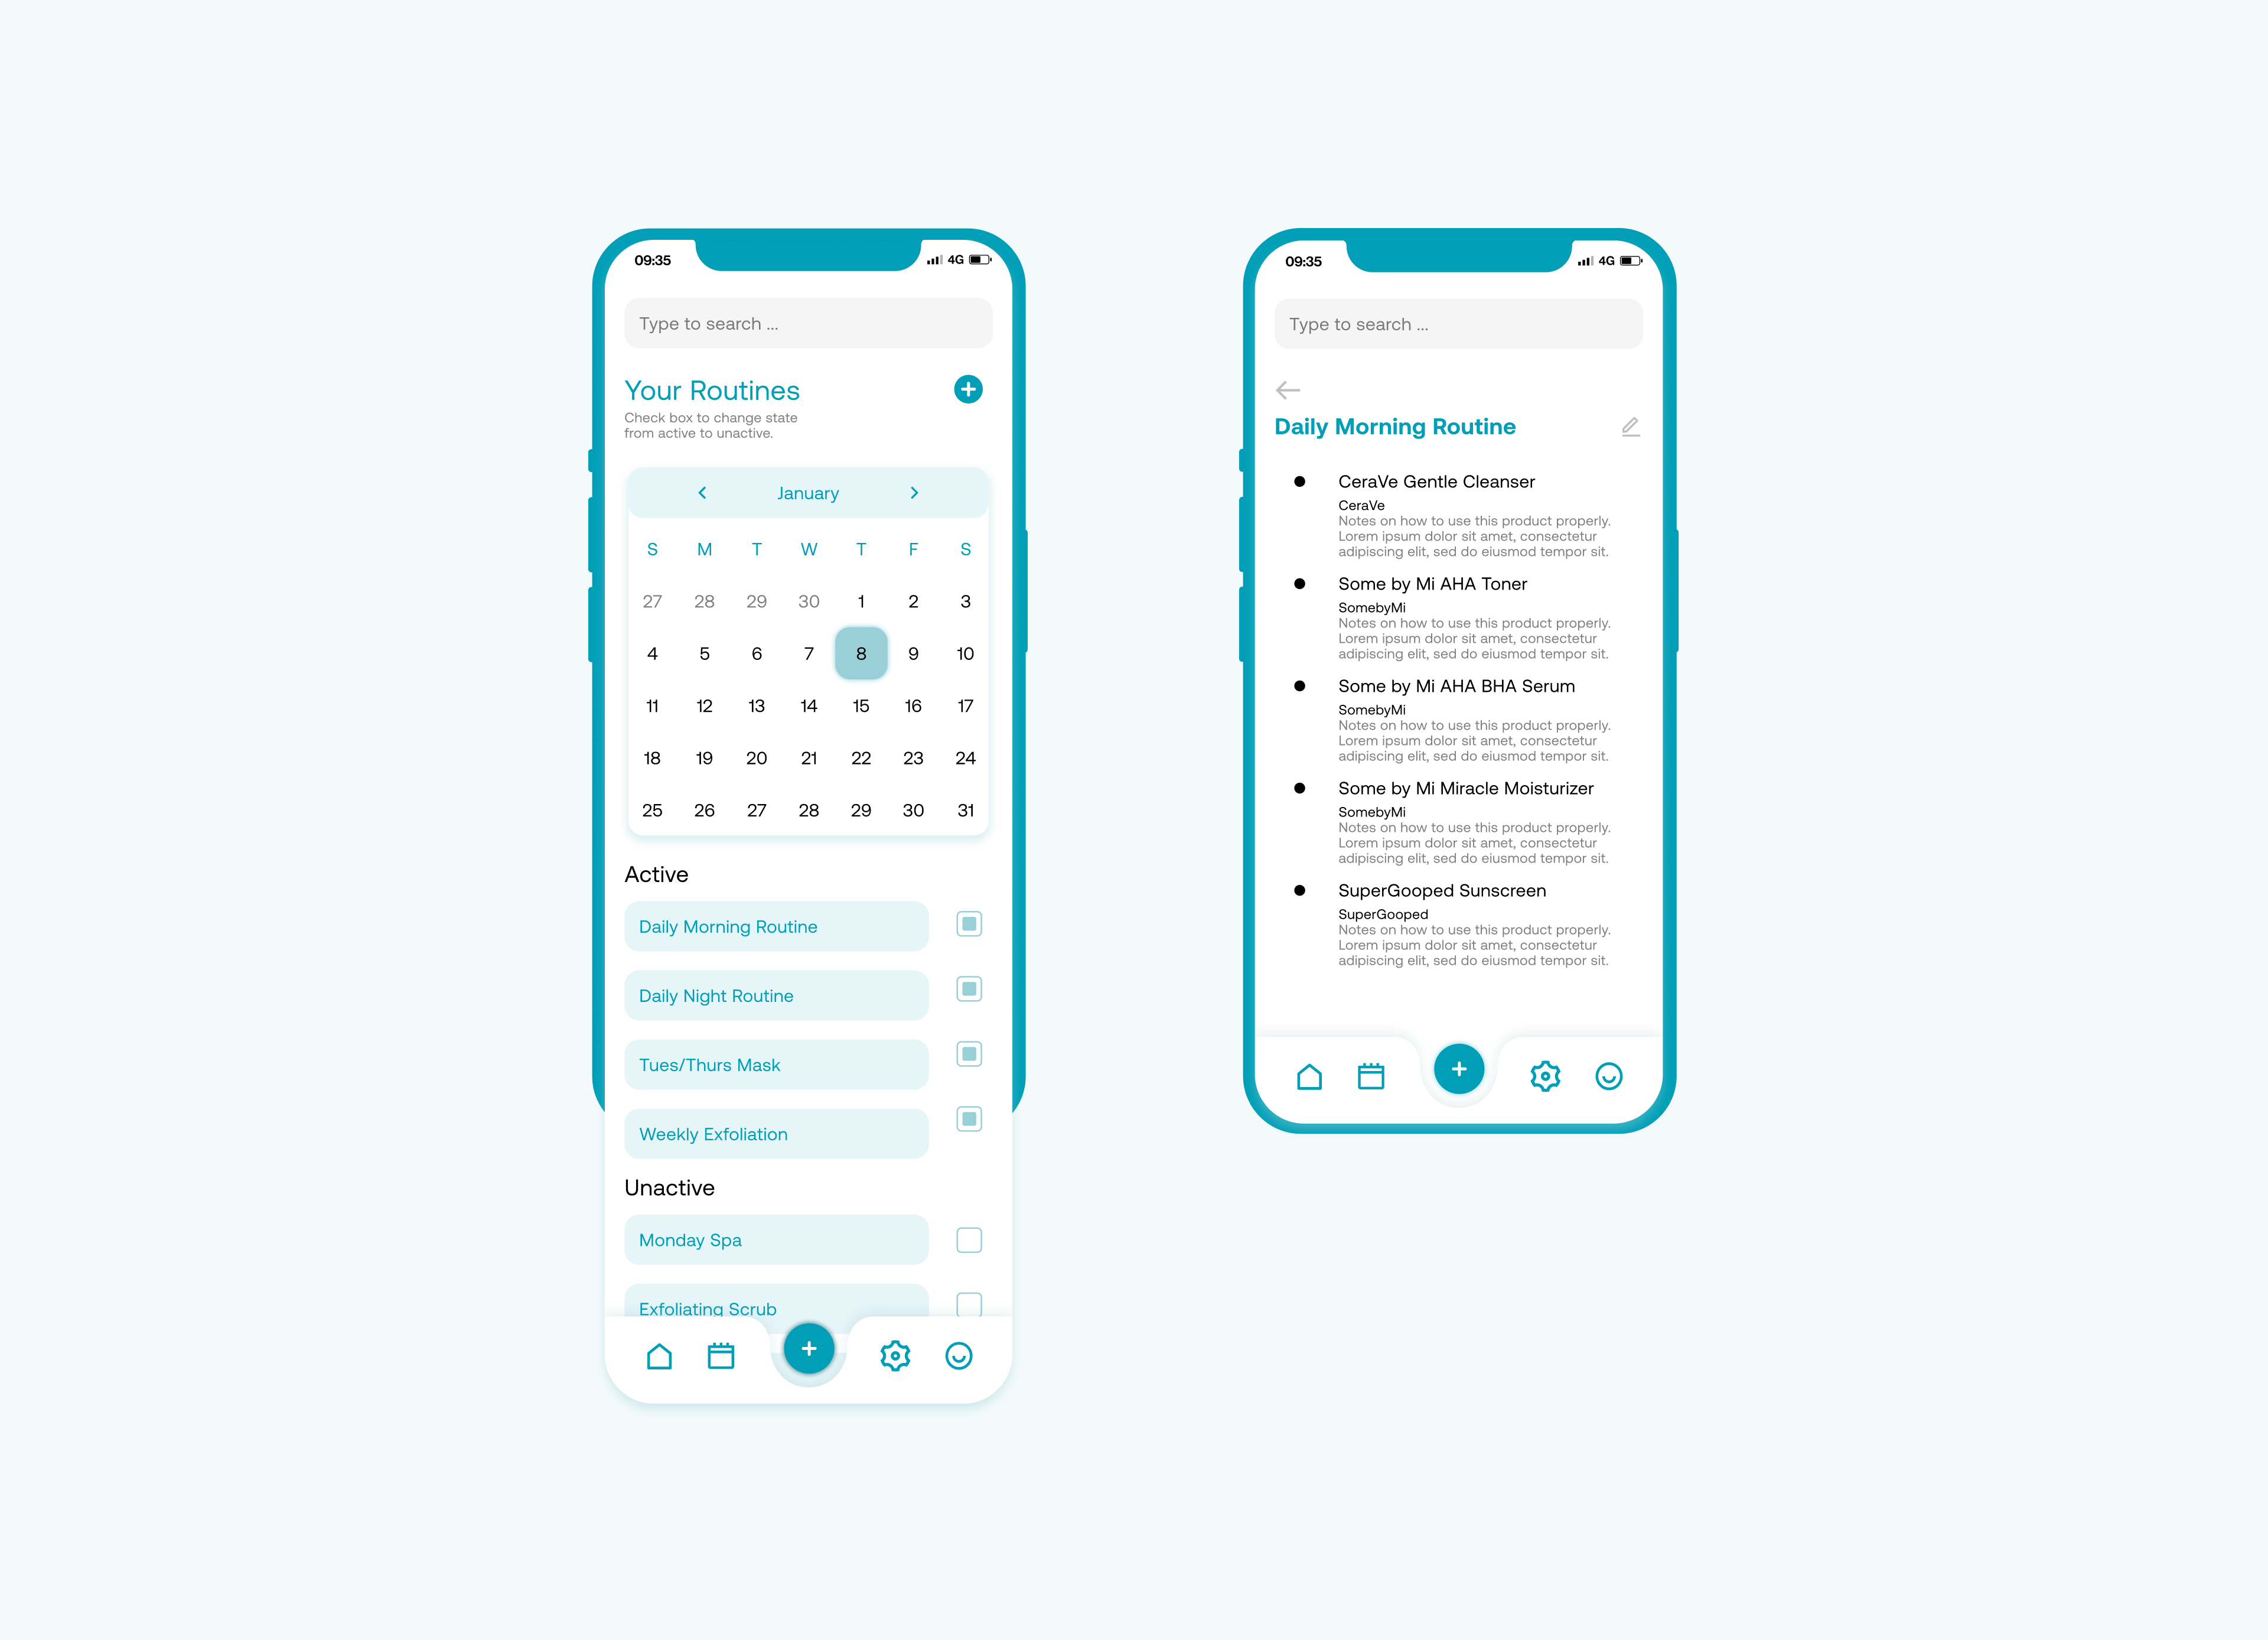 09:35
4G
Type to search ...
Your Routines
Check box to change state
from active to unactive.
January
S M T W T F S
27 28 29 30 1 2 3
4 5 6 7 8 9 10
11 12 13 14 15 16 17
18 19 20 21 22 23 24
25 26 27 28 29 30 31
Active
Daily Morning Routine
Daily Night Routine
Tues/Thurs Mask
Weekly Exfoliation
Unactive
Monday Spa
Exfoliating Scrub
09:35
4G
Type to search ...
Daily Morning Routine
CeraVe Gentle Cleanser
CeraVe
Notes on how to use this product properly.
Lorem ipsum dolor sit amet, consectetur
adipiscing elit, sed do eiusmod tempor sit.
Some by Mi AHA Toner
SomebyMi
Notes on how to use this product properly.
Lorem ipsum dolor sit amet, consectetur
adipiscing elit, sed do eiusmod tempor sit.
Some by Mi AHA BHA Serum
SomebyMi
Notes on how to use this product properly.
Lorem ipsum dolor sit amet, consectetur
adipiscing elit, sed do eiusmod tempor sit.
Some by Mi Miracle Moisturizer
SomebyMi
Notes on how to use this product properly.
Lorem ipsum dolor sit amet, consectetur
adipiscing elit, sed do eiusmod tempor sit.
SuperGooped Sunscreen
SuperGooped
Notes on how to use this product properly.
Lorem ipsum dolor sit amet, consectetur
adipiscing elit, sed do eiusmod tempor sit.